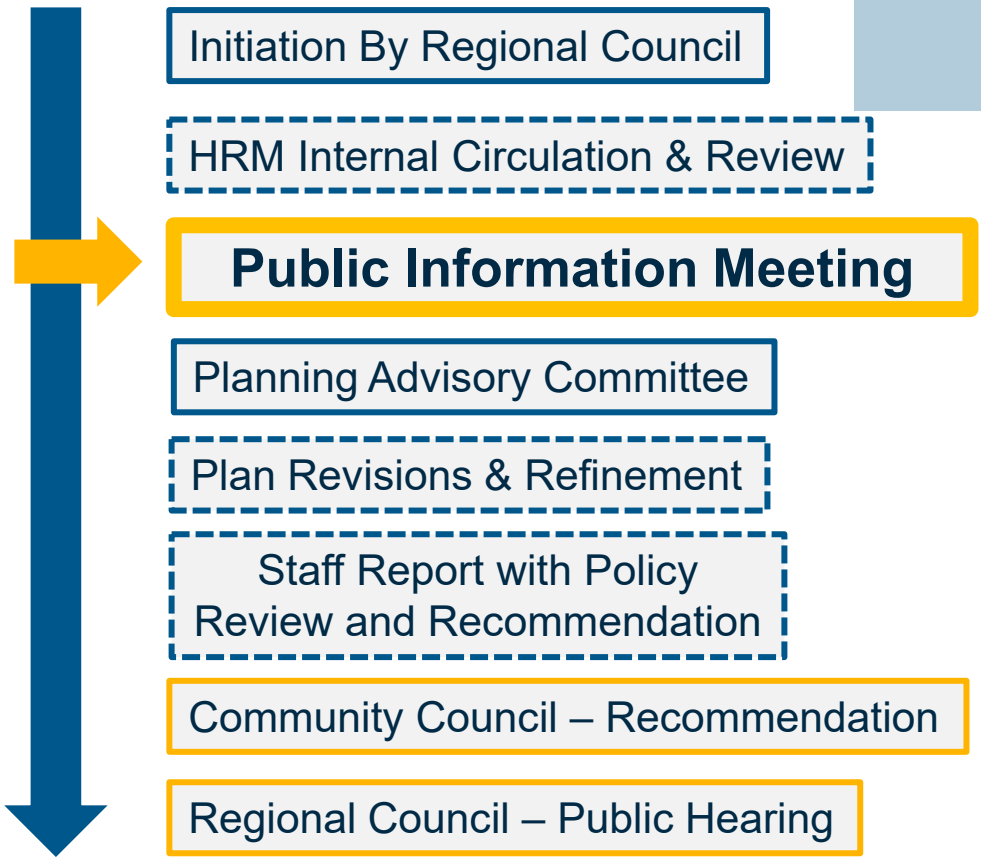 Initiation By Regional Council
HRM Internal Circulation & Review
Public Information Meeting
Planning Advisory Committee
Plan Revisions & Refinement
Staff Report with Policy
Review and Recommendation
Community Council – Recommendation
Regional Council – Public Hearing